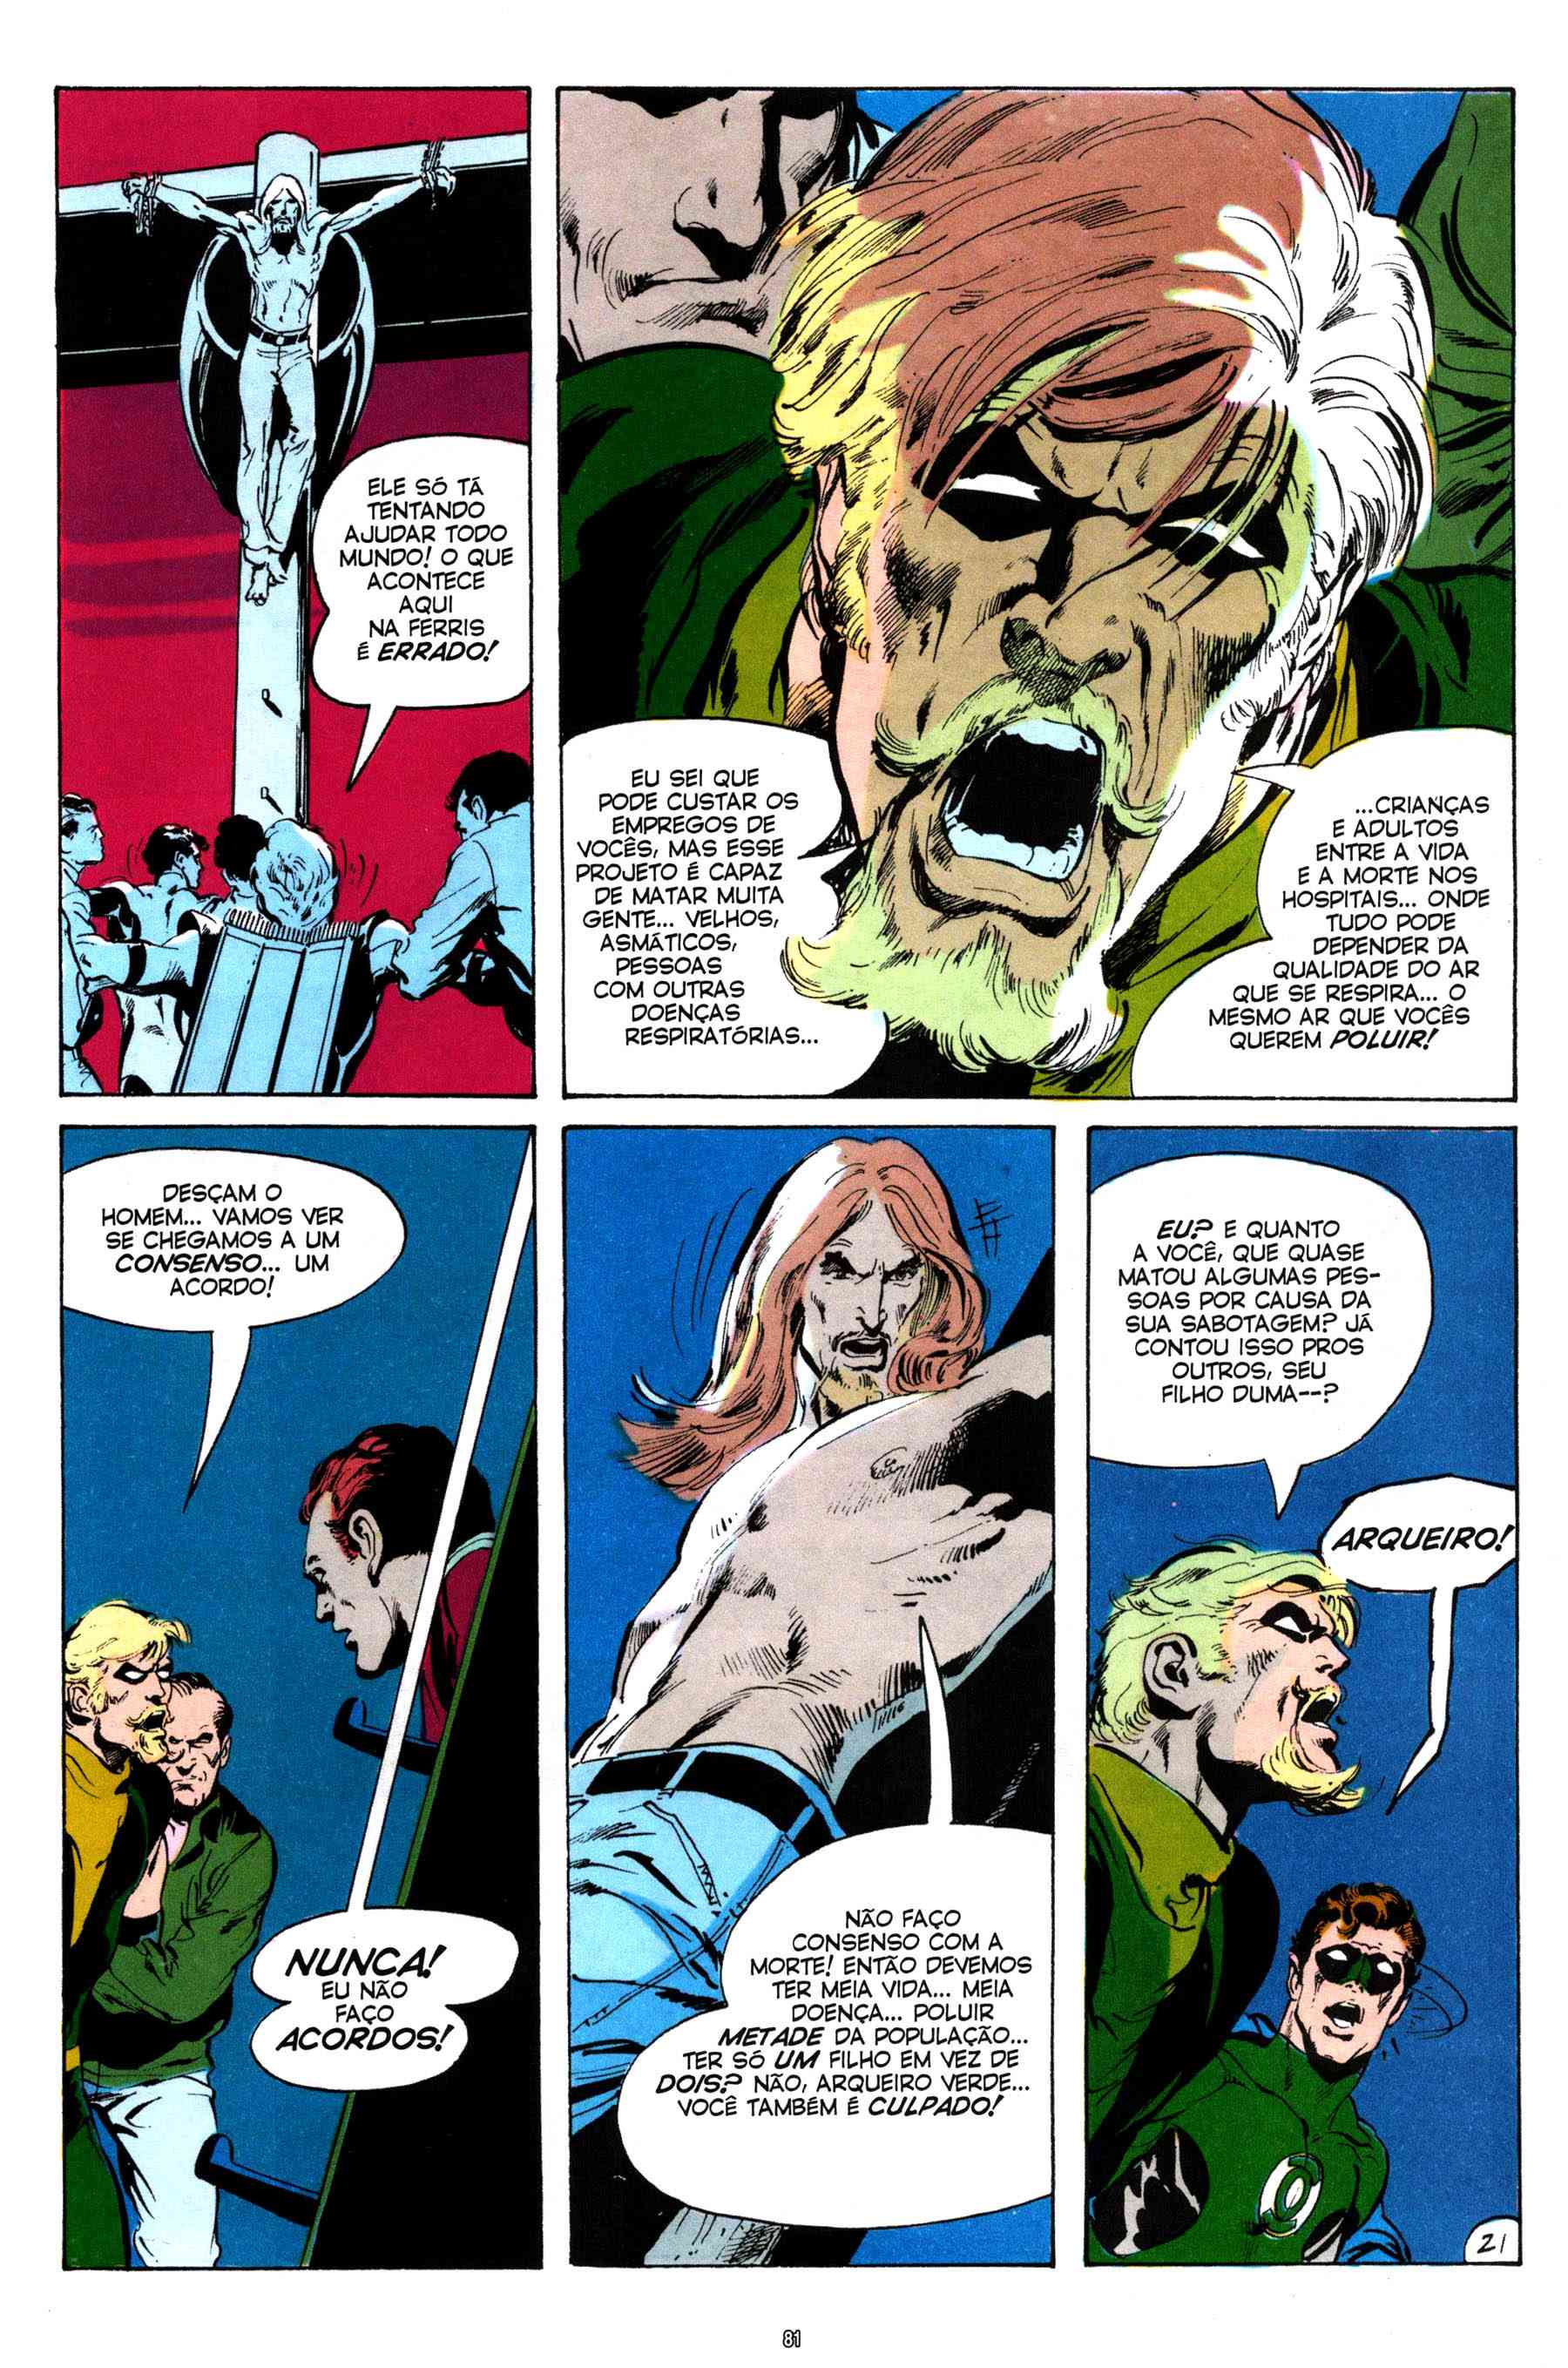 ELE SÓ TÁ
TENTANDO
AJUDAR TODO
MUNDO! O QUE
ACONTECE
AQUI
NA FERRIS
É ERRADO!
EU SEI QUE
PODE CUSTAR OS
EMPREGOS DE
VOCÊS, MAS ESSE
PROJETO É CAPAZ
DE MATAR MUITA
GENTE... VELHOS,
ASMÁTICOS,
PESSOAS
COM OUTRAS
DOENÇAS
RESPIRATÓRIAS...
...CRIANÇAS
E ADULTOS
ENTRE A VIDA
E A MORTE NOS
HOSPITAIS... ONDE
TUDO PODE
DEPENDER DA
QUALIDADE DO AR
QUE SE RESPIRA... O
MESMO AR QUE VOCÊS
QUEREM POLUIR!
DESÇAM O
HOMEM... VAMOS VER
SE CHEGAMOS A UM
CONSENSO... UM
ACORDO!
NUNCA!
EU NÃO
FAÇO
ACORDOS!
NÃO FAÇO
CONSENSO COM A
MORTE! ENTÃO DEVEMOS
TER MEIA VIDA... MEIA
DOENÇA... POLUIR
METADE DA POPULAÇÃO...
TER SÓ UM FILHO EM VEZ DE
DOIS? NÃO, ARQUEIRO VERDE...
VOCÊ TAMBÉM É CULPADO!
EU? E QUANTO
A VOCÊ, QUE QUASE
MATOU ALGUMAS PES-
SOAS POR CAUSA DA
SUA SABOTAGEM? JÁ
CONTOU ISSO PROS
OUTROS, SEU
FILHO DUMA--?
ARQUEIRO!
21
81